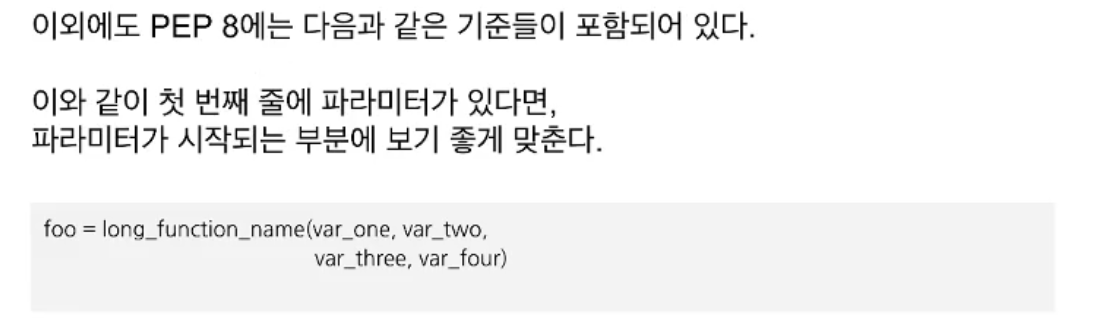 이외에도 PEP 8에는 다음과 같은 기준들이 포함되어 있다.
이와 같이 첫 번째 줄에 파라미터가 있다면,
파라미터가 시작되는 부분에 보기 좋게 맞춘다.
foo = long_function_name(var_one, var_two,
var_three, var_four)